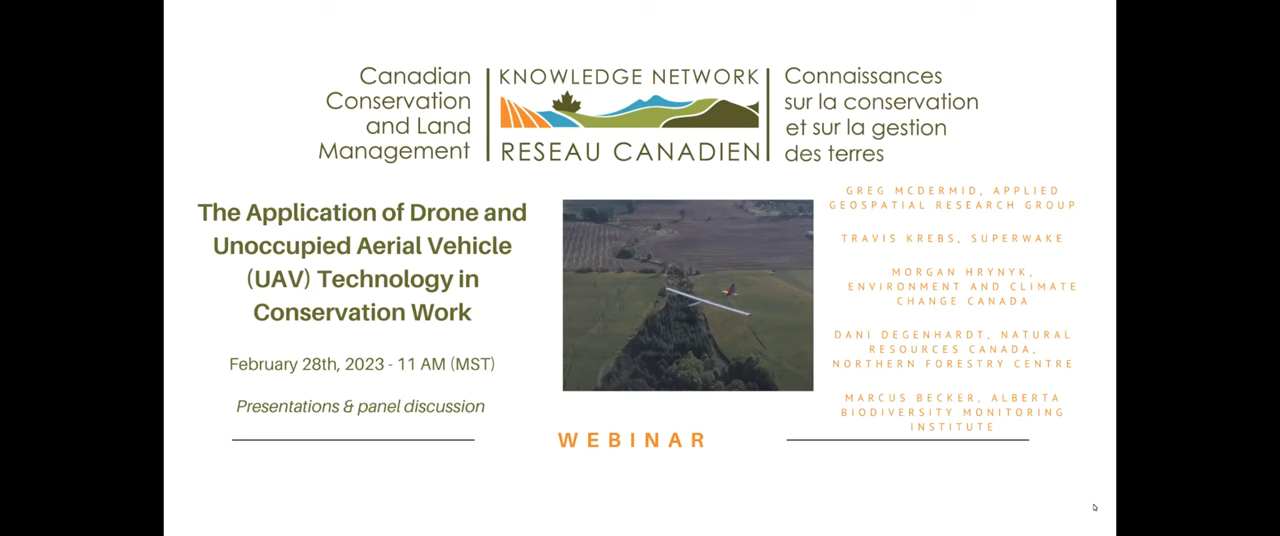 Canadian
Conservation
and Land
Management
KNOWLEDGE NETWORK
RESEAU CANADIEN
Connaissances
sur la conservation
et sur la gestion
des terres
The Application of Drone and
Unoccupied Aerial Vehicle
(UAV) Technology in
Conservation Work
February 28th, 2023 - 11 AM (MST)
Presentations & panel discussion
GREG MCDERMID, APPLIED
GEOSPATIAL RESEARCH GROUP
TRAVIS KREBS, SUPERWAKE
MORGAN HRYNYK,
ENVIRONMENT AND CLIMATE
CHANGE CANADA
DANI DEGENHARDT, NATURAL
RESOURCES CANADA,
NORTHERN FORESTRY CENTRE
MARCUS BECKER, ALBERTA
BIODIVERSITY MONITORING
INSTITUTE
WEBINAR